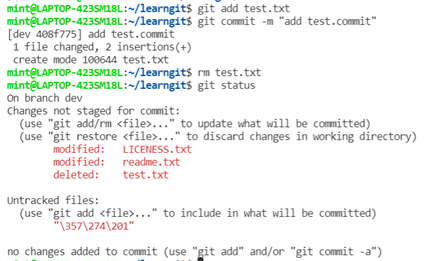 mint@LAPTOP-423SM18L:~/learngit$ git add test.txt
mint@LAPTOP-423SM18L:~/learngit$ git commit -m "add test.commit"
[dev 408f775] add test.commit
 1 file changed, 2 insertions(+)
 create mode 100644 test.txt
mint@LAPTOP-423SM18L:~/learngit$ rm test.txt
mint@LAPTOP-423SM18L:~/learngit$ git status
On branch dev
Changes not staged for commit:
  (use "git add/rm <file>..." to update what will be committed)
  (use "git restore <file>..." to discard changes in working directory)
        modified:   LICENESS.txt
        modified:   readme.txt
        deleted:    test.txt

Untracked files:
  (use "git add <file>..." to include in what will be committed)
        "\357\274\201"

no changes added to commit (use "git add" and/or "git commit -a")